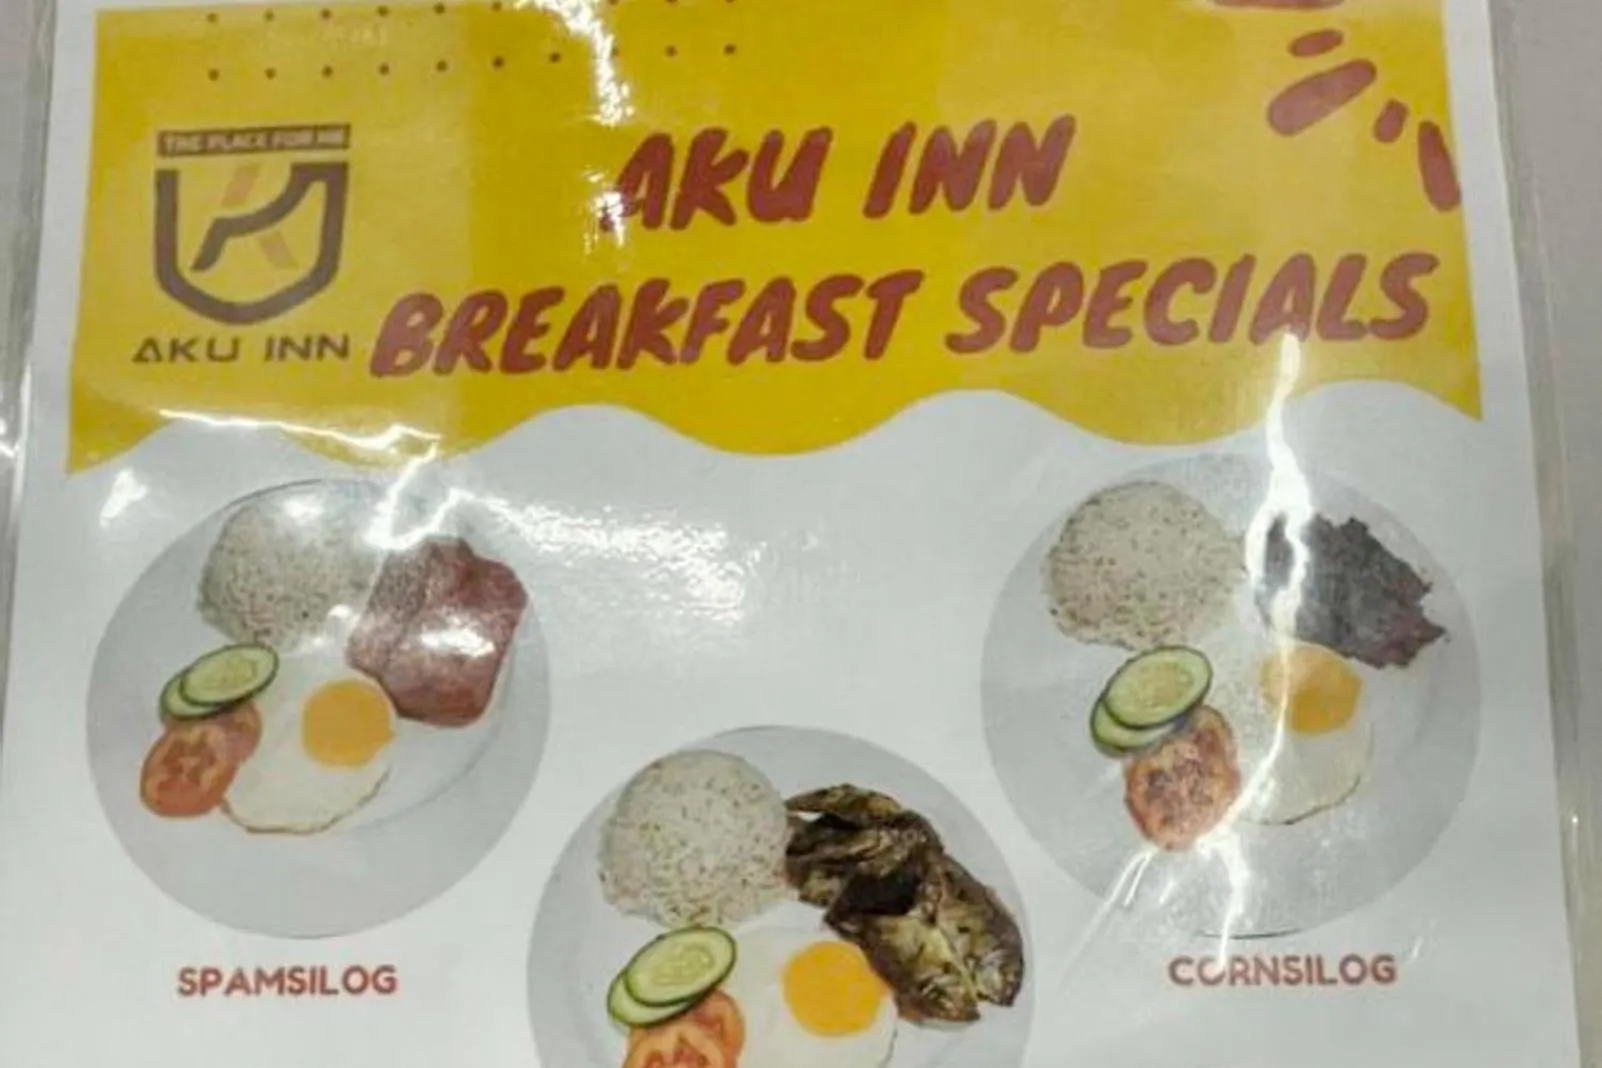 THE PLACE FOR ME
AKU INN
AKU INN
BREAKFAST SPECIALS
SPAMSILOG
CORNSILOG